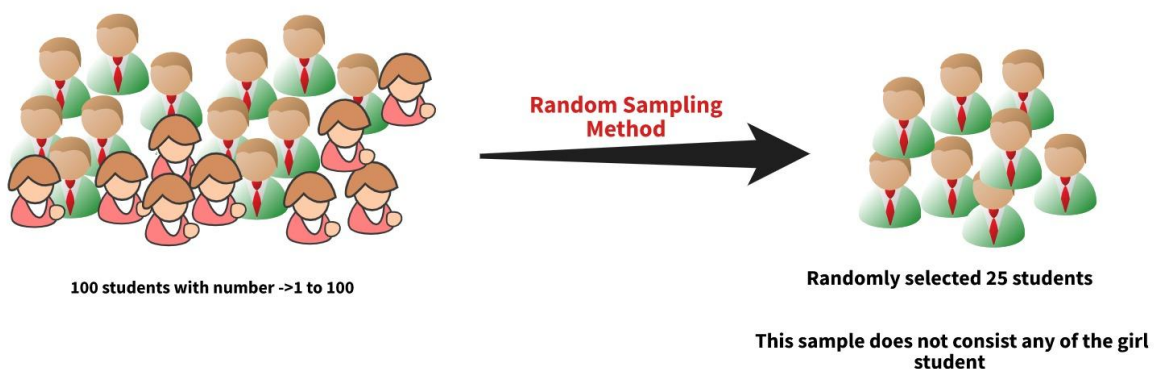 Random Sampling
Method
100 students with number ->1 to 100
Randomly selected 25 students
This sample does not consist any of the girl
student